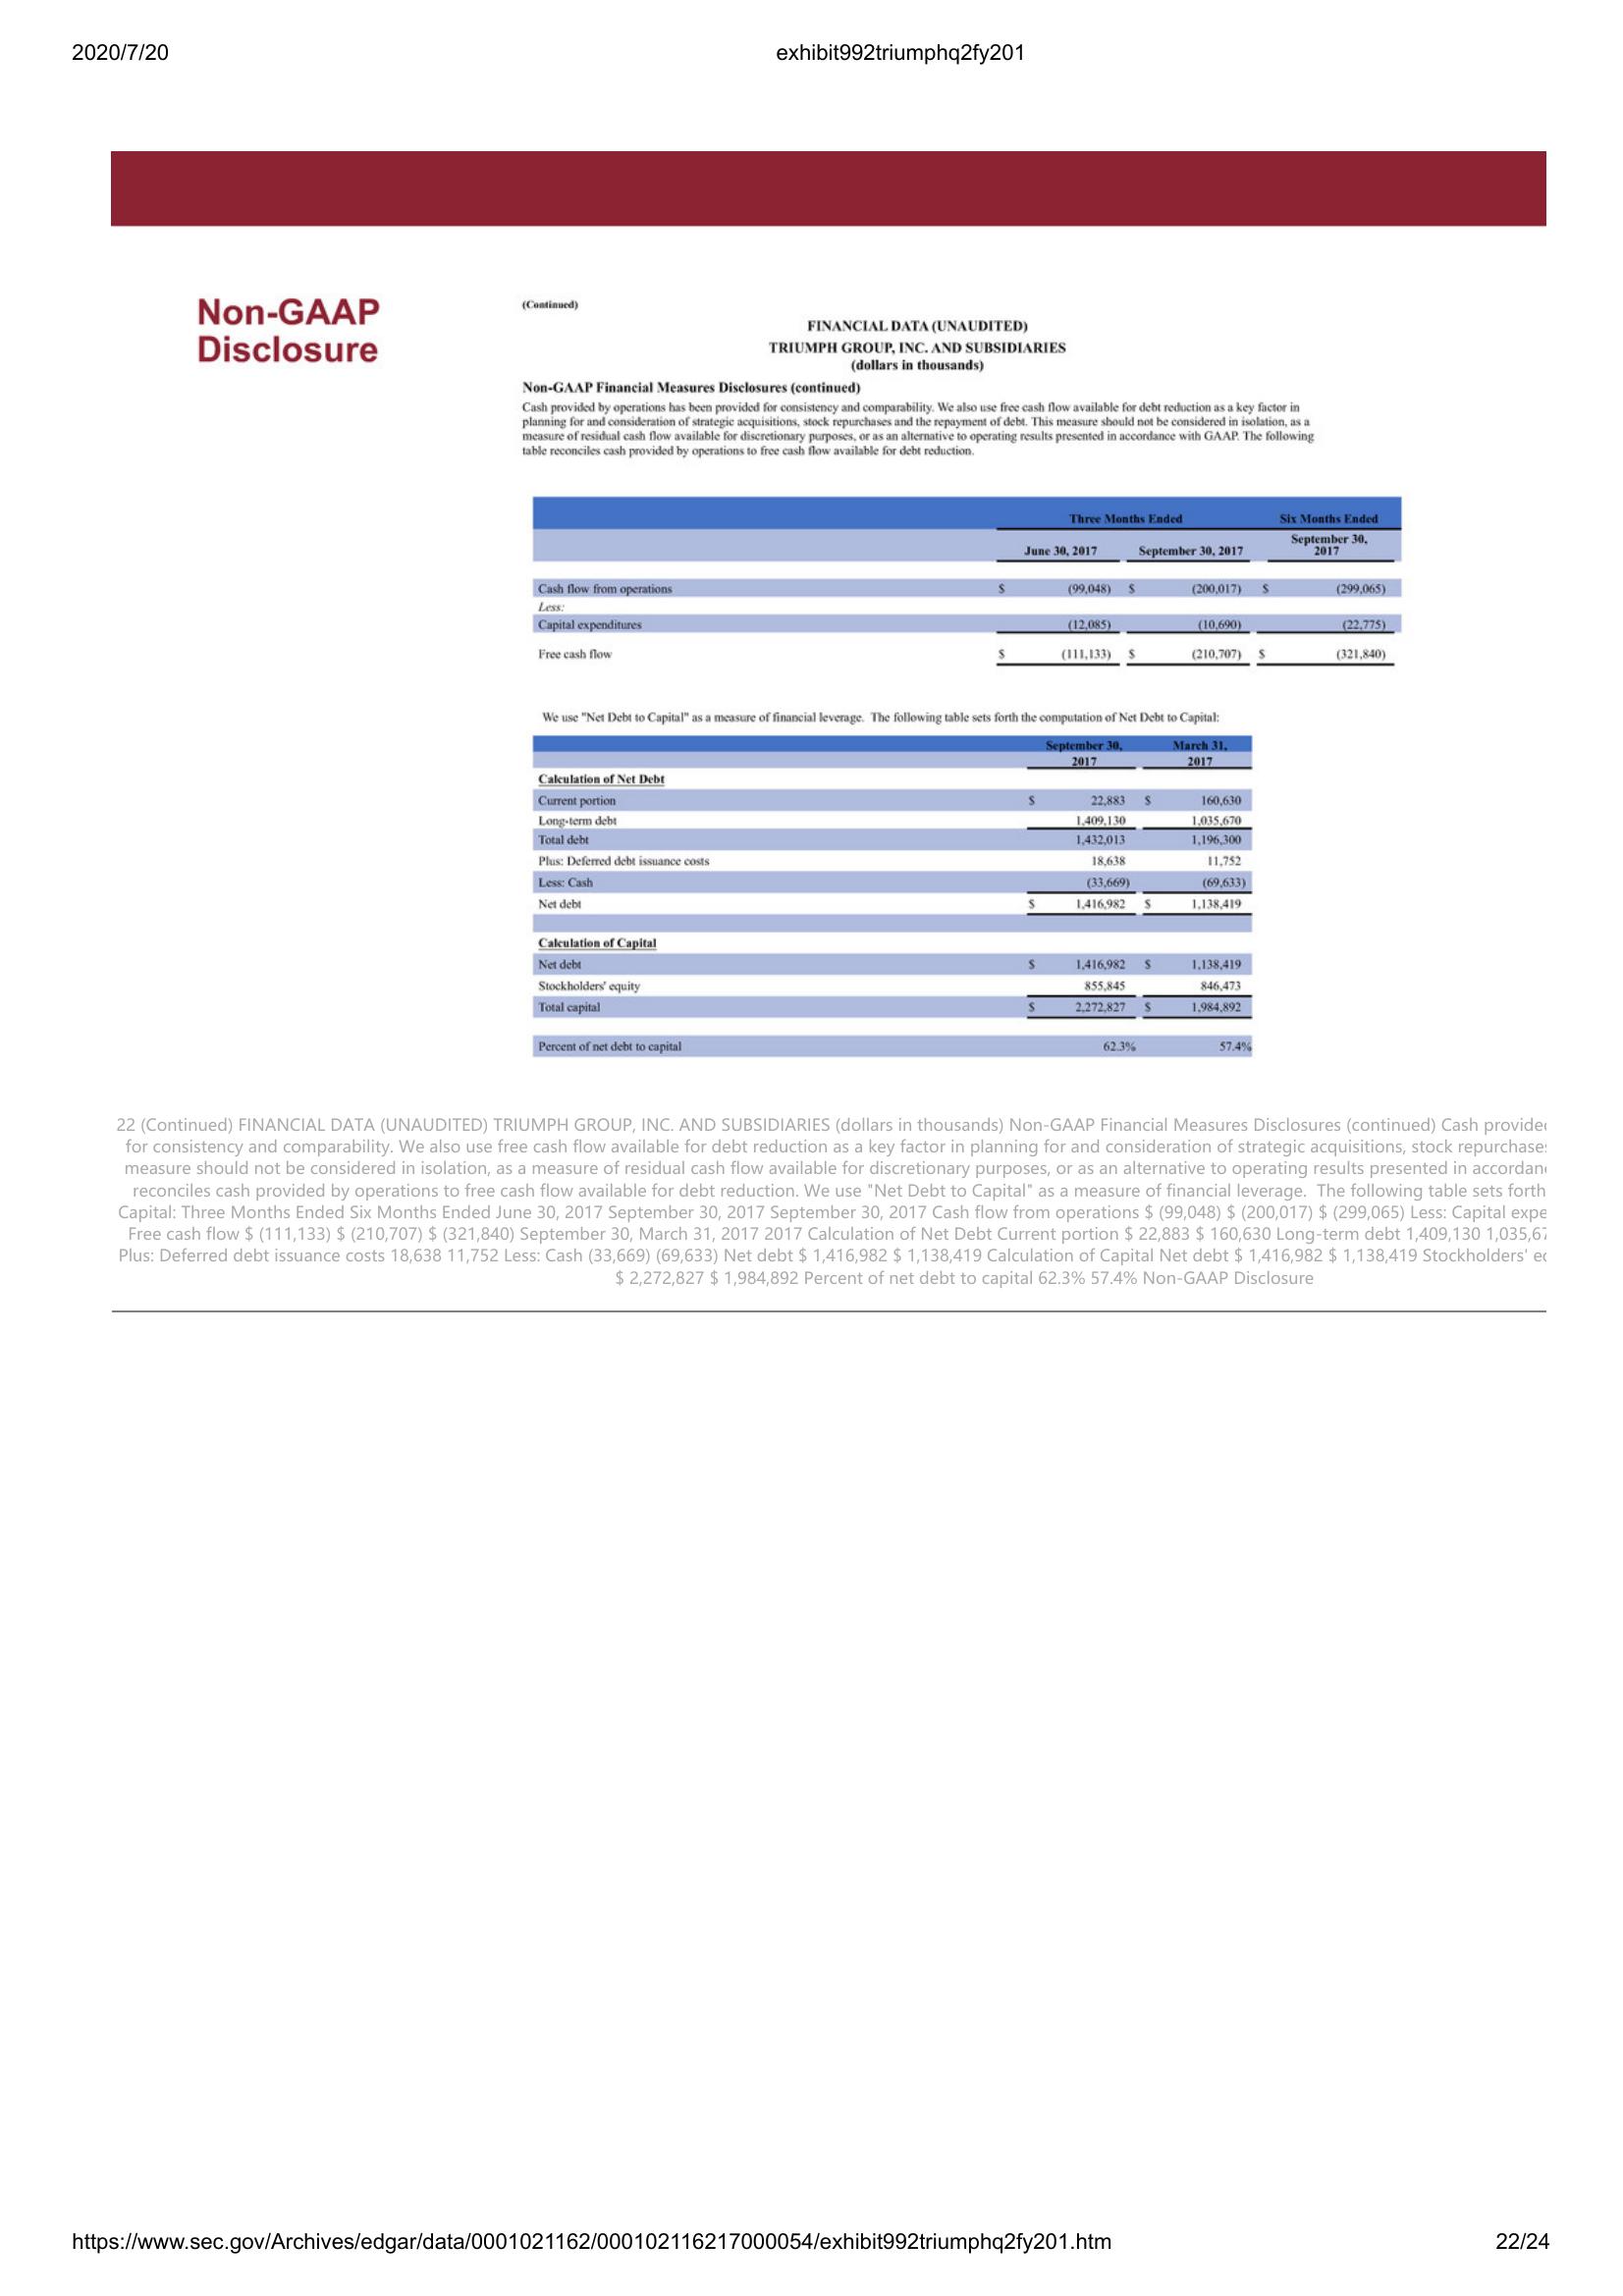 2020/7/20 exhibit992triumphq2fy201
Non-GAAP
Disclosure
(Continued)
FINANCIAL DATA (UNAUDITED)
TRIUMPH GROUP, INC. AND SUBSIDIARIES
(dollars in thousands)
Non-GAAP Financial Measures Disclosures (continued)
Cash provided by operations has been provided for consistency and comparability. We also use free cash flow available for debt reduction as a key factor in
planning for and consideration of strategic acquisitions, stock repurchases and the repayment of debt. This measure should not be considered in isolation, as a
measure of residual cash flow available for discretionary purposes, or as an alternative to operating results presented in accordance with GAAP. The following
table reconciles cash provided by operations to free cash flow available for debt reduction.
Three Months Ended Six Months Ended
June 30, 2017 September 30, 2017 September 30,
2017
Cash flow from operations $ (99,048) $ (200,017) $ (299,065)
Less:
Capital expenditures (12,085) (10,690) (22,775)
Free cash flow $ (111,133) $ (210,707) $ (321,840)
We use "Net Debt to Capital" as a measure of financial leverage. The following table sets forth the computation of Net Debt to Capital:
September 30, March 31,
2017 2017
Calculation of Net Debt
Current portion $ 22,883 $ 160,630
Long-term debt 1,409,130 1,035,670
Total debt 1,432,013 1,196,300
Plus: Deferred debt issuance costs 18,638 11,752
Less: Cash (33,669) (69,633)
Net debt $ 1,416,982 $ 1,138,419
Calculation of Capital
Net debt $ 1,416,982 $ 1,138,419
Stockholders' equity 855,845 846,473
Total capital $ 2,272,827 $ 1,984,892
Percent of net debt to capital 62.3% 57.4%
22 (Continued) FINANCIAL DATA (UNAUDITED) TRIUMPH GROUP, INC. AND SUBSIDIARIES (dollars in thousands) Non-GAAP Financial Measures Disclosures (continued) Cash provide
for consistency and comparability. We also use free cash flow available for debt reduction as a key factor in planning for and consideration of strategic acquisitions, stock repurchase
measure should not be considered in isolation, as a measure of residual cash flow available for discretionary purposes, or as an alternative to operating results presented in accordan
reconciles cash provided by operations to free cash flow available for debt reduction. We use "Net Debt to Capital" as a measure of financial leverage. The following table sets forth
Capital: Three Months Ended Six Months Ended June 30, 2017 September 30, 2017 September 30, 2017 Cash flow from operations $ (99,048) $ (200,017) $ (299,065) Less: Capital expe
Free cash flow $ (111,133) $ (210,707) $ (321,840) September 30, March 31, 2017 2017 Calculation of Net Debt Current portion $ 22,883 $ 160,630 Long-term debt 1,409,130 1,035,67
Plus: Deferred debt issuance costs 18,638 11,752 Less: Cash (33,669) (69,633) Net debt $ 1,416,982 $ 1,138,419 Calculation of Capital Net debt $ 1,416,982 $ 1,138,419 Stockholders' e
$ 2,272,827 $ 1,984,892 Percent of net debt to capital 62.3% 57.4% Non-GAAP Disclosure
https://www.sec.gov/Archives/edgar/data/0001021162/000102116217000054/exhibit992triumphq2fy201.htm 22/24